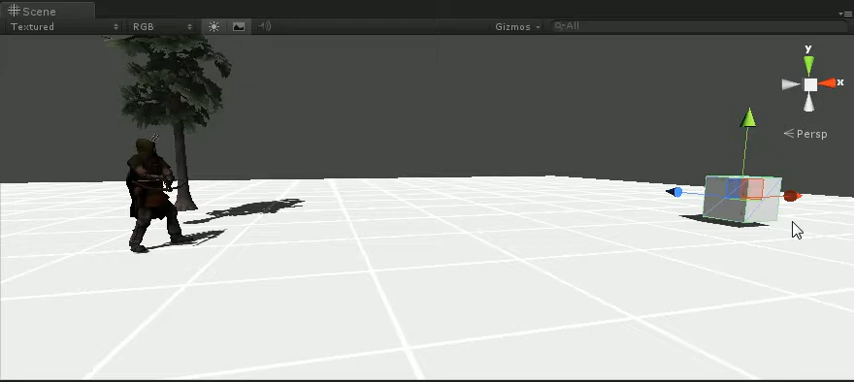 Scene
Textured RGB Gizmos All
y
x
Persp